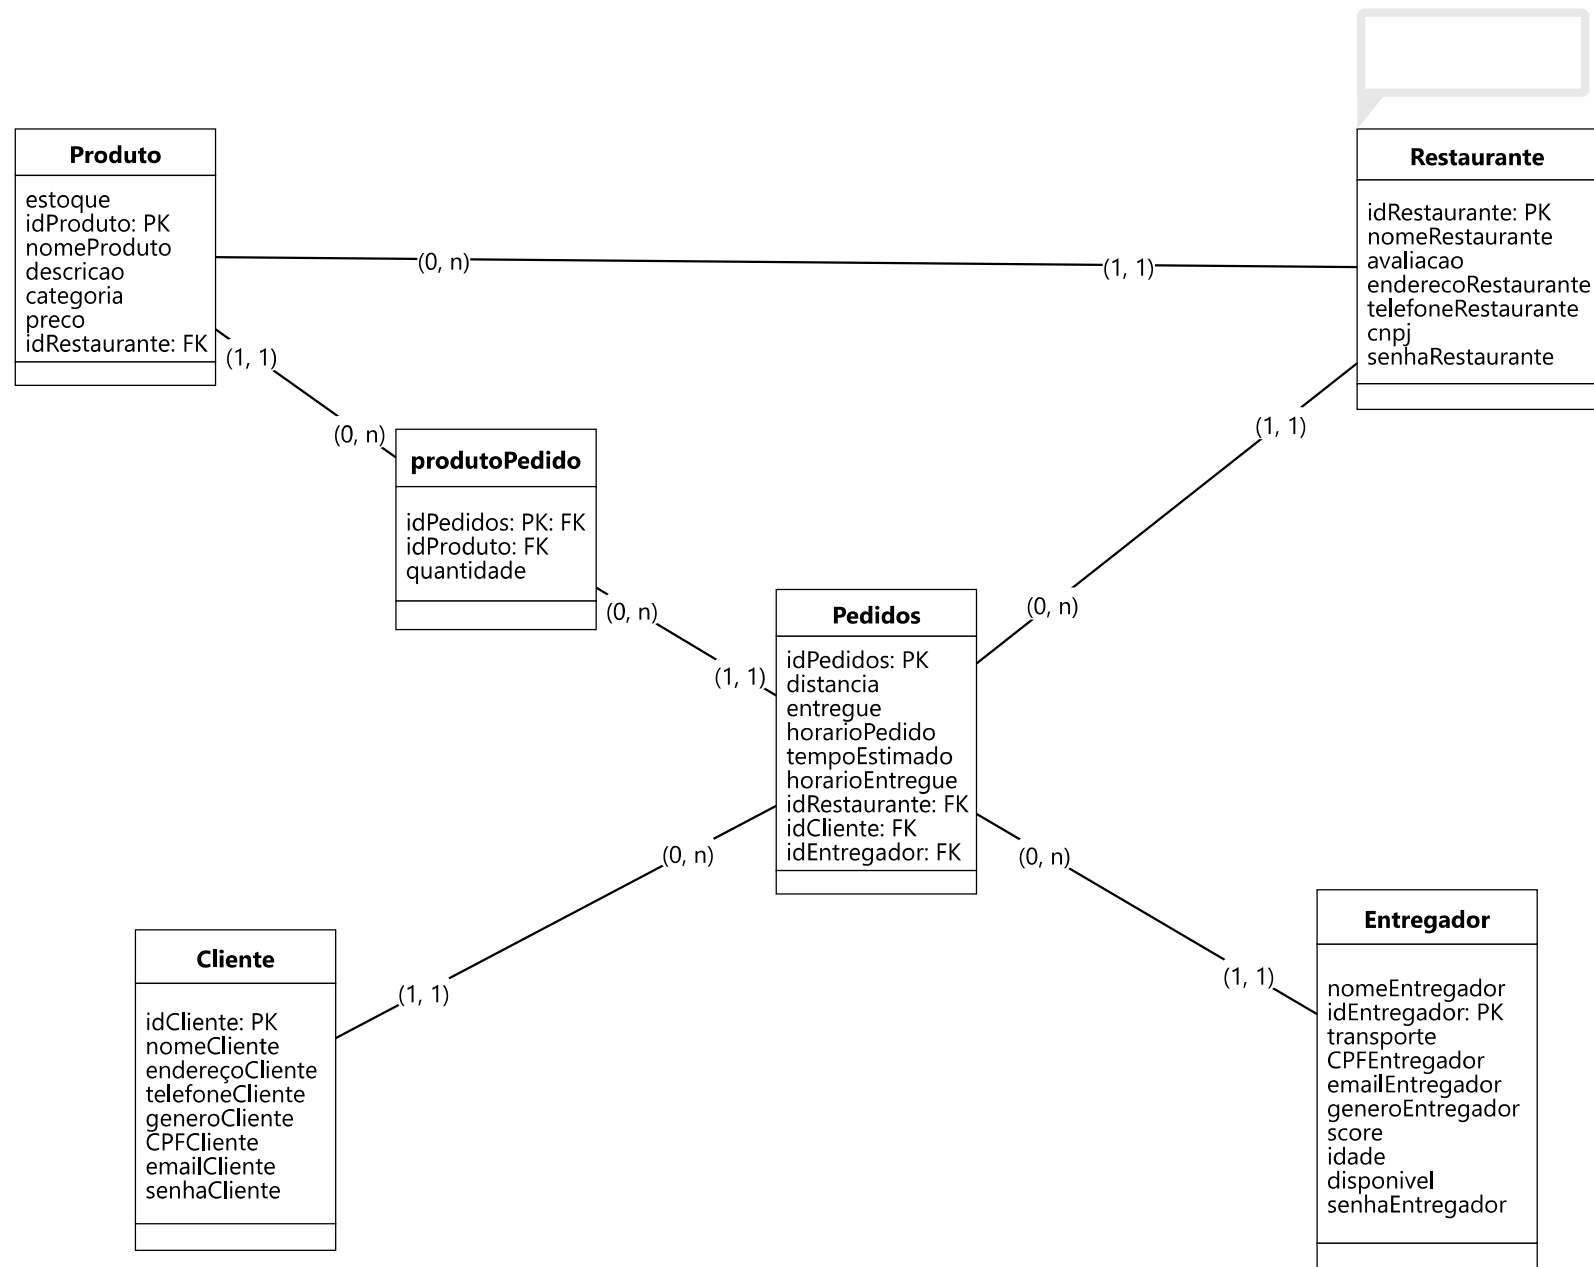 Produto
estoque
idProduto: PK
nomeProduto
descricao
categoria
preco
idRestaurante: FK
Restaurante
idRestaurante: PK
nomeRestaurante
avaliacao
enderecoRestaurante
telefoneRestaurante
cnpj
senhaRestaurante
(0, n)
(1, 1)
(1, 1)
(0, n)
(1, 1)
(0, n)
produtoPedido
idPedidos: PK: FK
idProduto: FK
quantidade
(0, n)
(1, 1)
Pedidos
idPedidos: PK
distancia
entregue
horarioPedido
tempoEstimado
horarioEntregue
idRestaurante: FK
idCliente: FK
idEntregador: FK
(0, n)
(1, 1)
(0, n)
(1, 1)
Cliente
idCliente: PK
nomeCliente
endereçoCliente
telefoneCliente
generoCliente
CPFCliente
emailCliente
senhaCliente
Entregador
nomeEntregador
idEntregador: PK
transporte
CPFEntregador
emailEntregador
generoEntregador
score
idade
disponivel
senhaEntregador